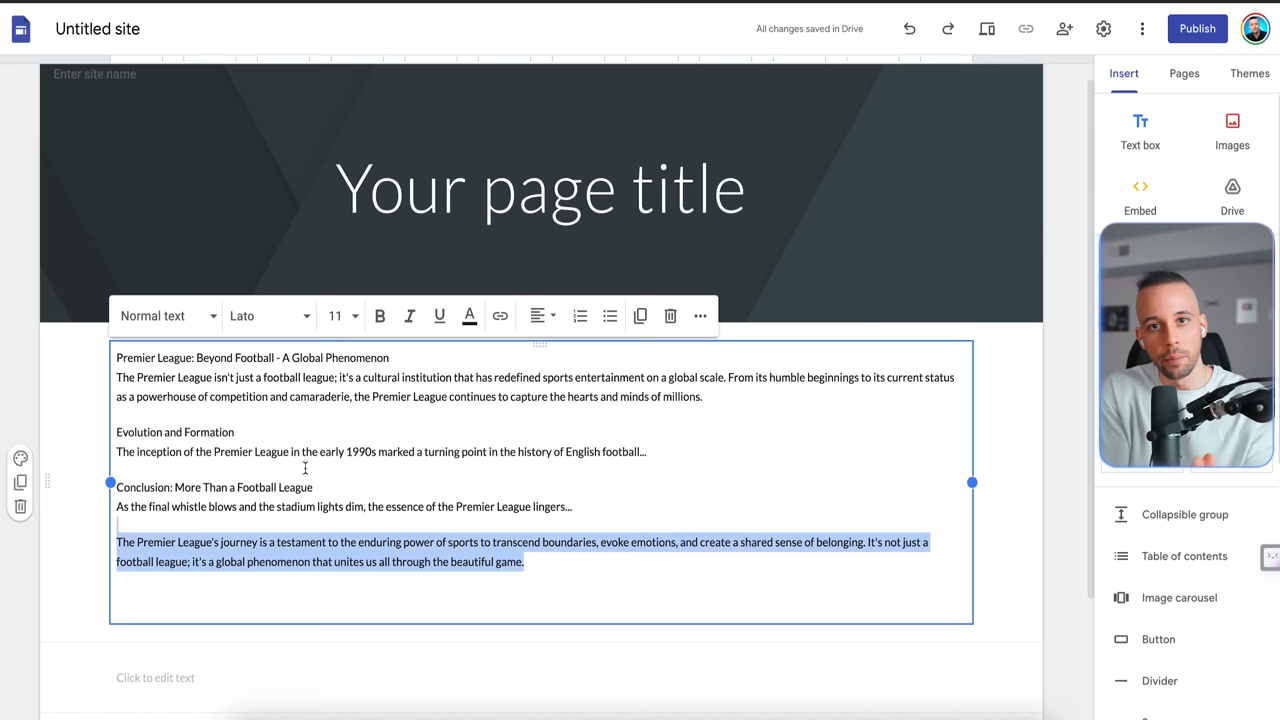 Untitled site
All changes saved in Drive
Publish
Enter site name
Insert
Pages
Themes
Your page title
Tt
Text box
Images
Embed
Drive
Normal text
Lato
11
B
I
U
A
Premier League: Beyond Football - A Global Phenomenon
The Premier League isn't just a football league; it's a cultural institution that has redefined sports entertainment on a global scale. From its humble beginnings to its current status
as a powerhouse of competition and camaraderie, the Premier League continues to capture the hearts and minds of millions.
Evolution and Formation
The inception of the Premier League in the early 1990s marked a turning point in the history of English football...
Conclusion: More Than a Football League
As the final whistle blows and the stadium lights dim, the essence of the Premier League lingers...
The Premier League's journey is a testament to the enduring power of sports to transcend boundaries, evoke emotions, and create a shared sense of belonging. It's not just a
football league; it's a global phenomenon that unites us all through the beautiful game.
Click to edit text
Collapsible group
Table of contents
Image carousel
Button
Divider